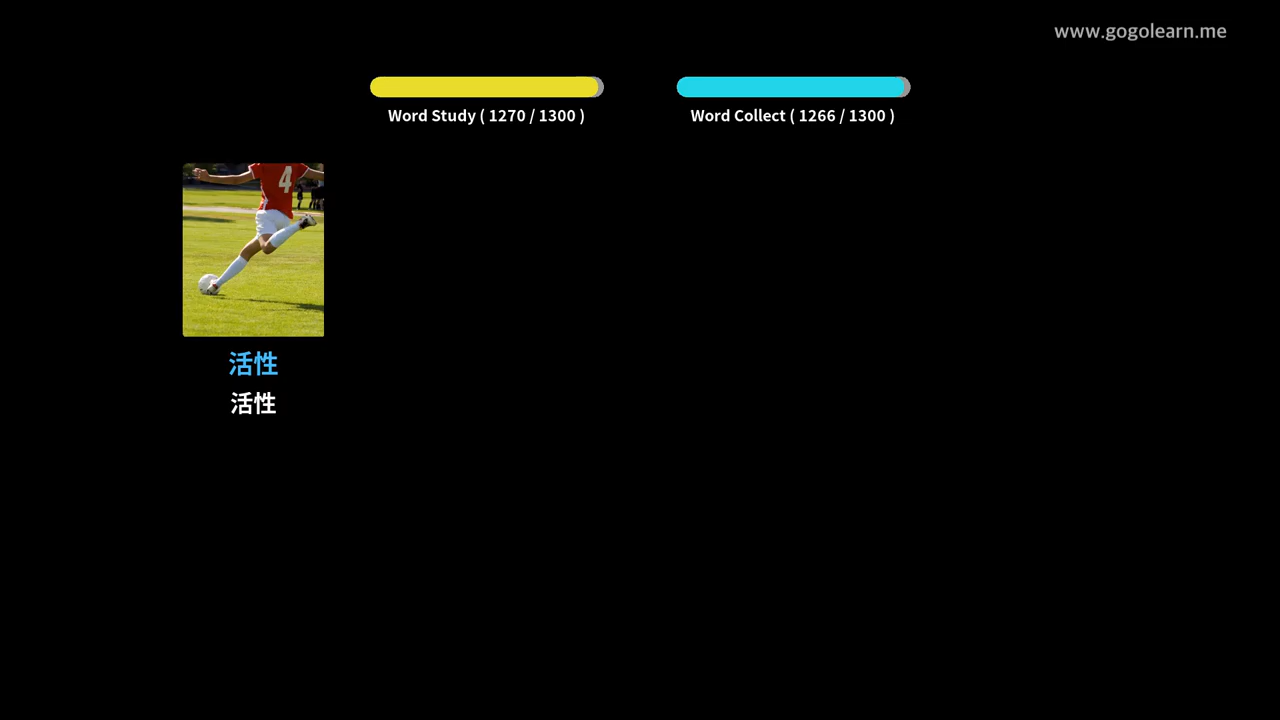 www.gogolearn.me
Word Study ( 1270 / 1300 )
Word Collect ( 1266 / 1300 )
4
活性
活性